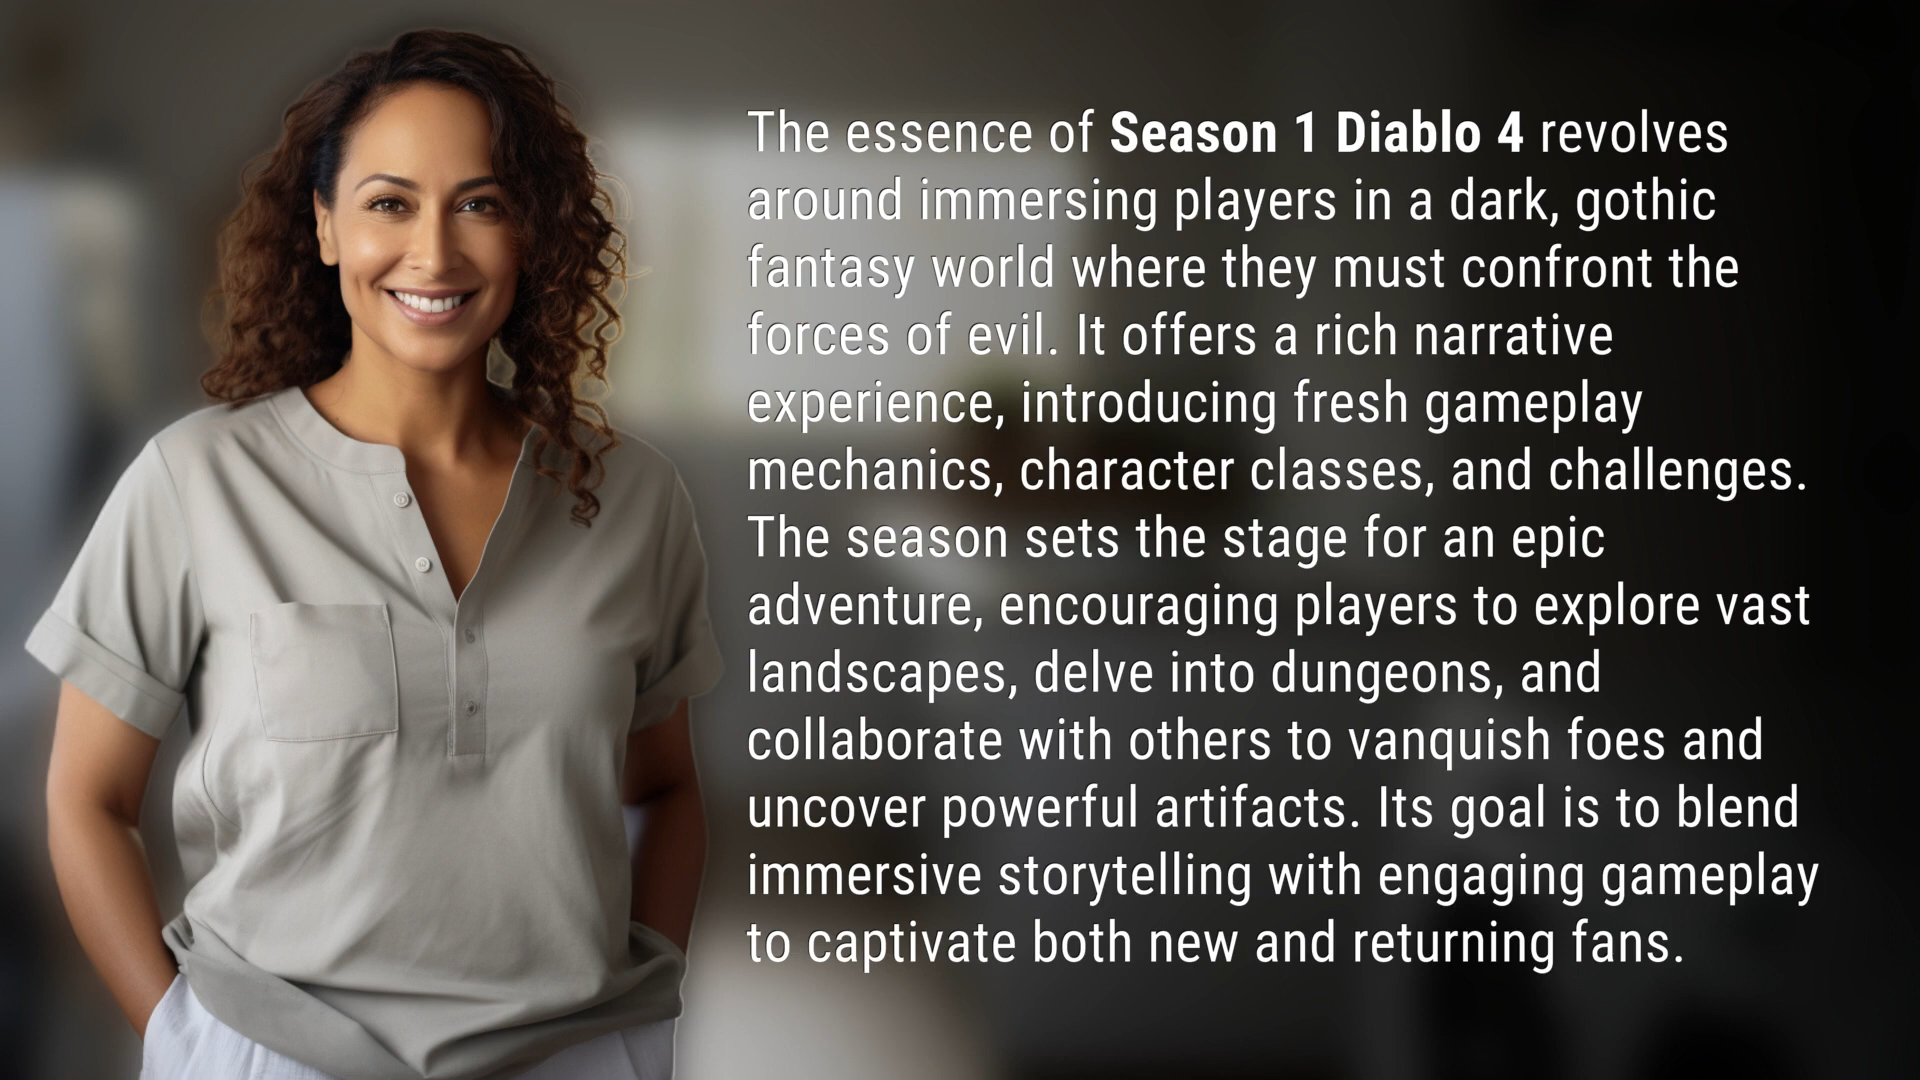 The essence of Season 1 Diablo 4 revolves
around immersing players in a dark, gothic
fantasy world where they must confront the
forces of evil. It offers a rich narrative
experience, introducing fresh gameplay
mechanics, character classes, and challenges.
The season sets the stage for an epic
adventure, encouraging players to explore vast
landscapes, delve into dungeons, and
collaborate with others to vanquish foes and
uncover powerful artifacts. Its goal is to blend
immersive storytelling with engaging gameplay
to captivate both new and returning fans.